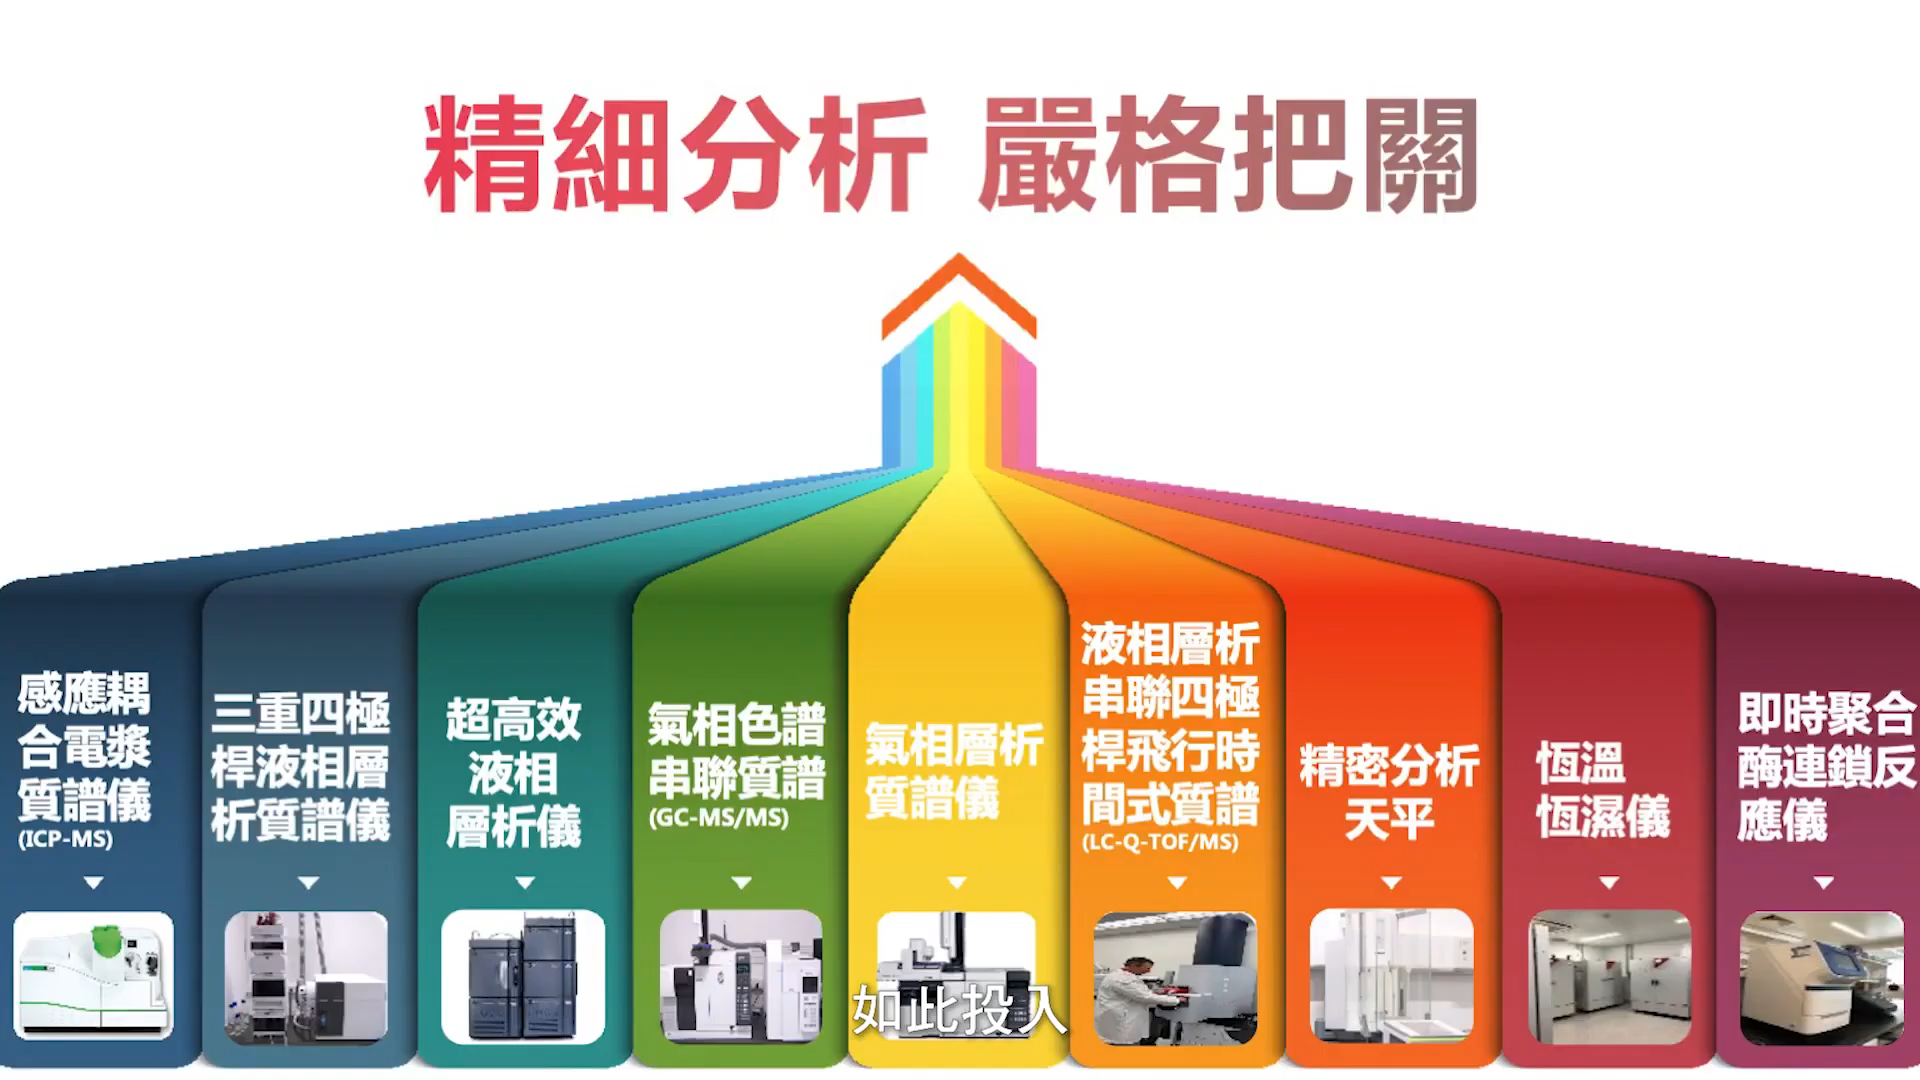 精細分析 嚴格把關
感應耦
合電漿
質譜儀
(ICP-MS)
三重四極
桿液相層
析質譜儀
超高效
液相
層析儀
氣相色譜
串聯質譜
(GC-MS/MS)
氣相層析
質譜儀
液相層析
串聯四極
桿飛行時
間式質譜
(LC-Q-TOF/MS)
精密分析
天平
恆溫
恆濕儀
即時聚合
酶連鎖反
應儀
如此投入